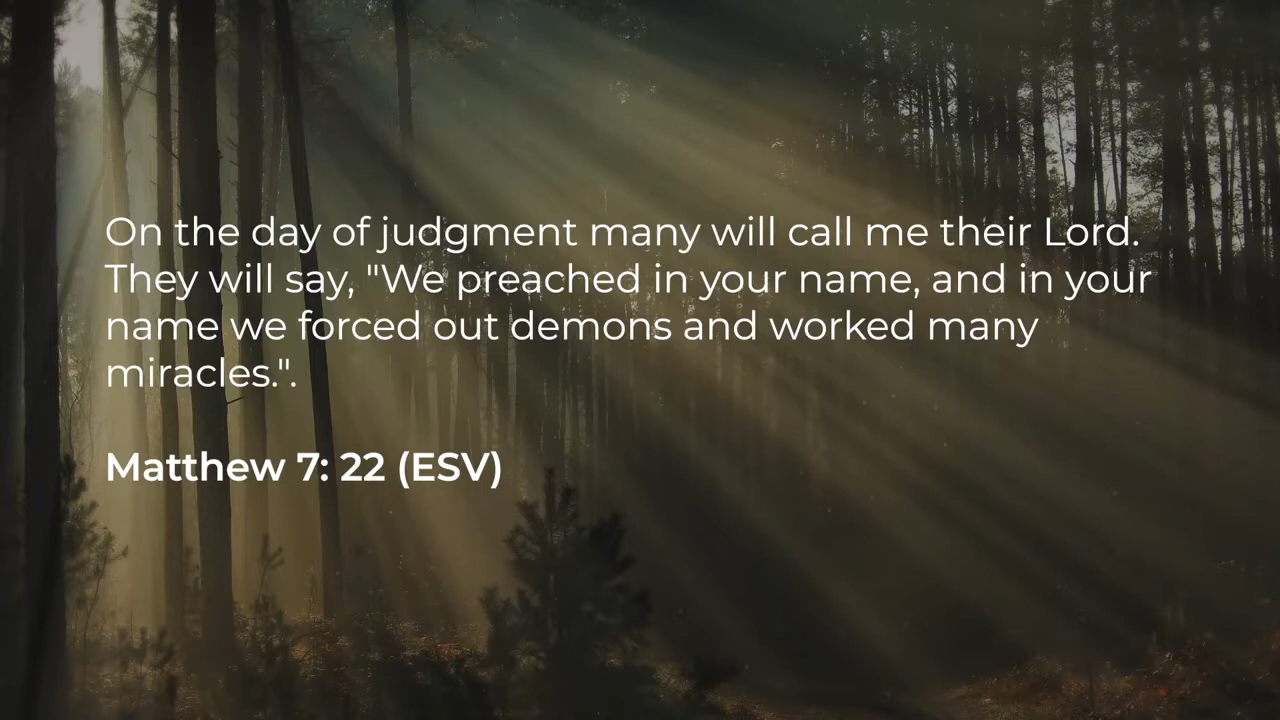 On the day of judgment many will call me their Lord.
They will say, "We preached in your name, and in your
name we forced out demons and worked many
miracles.".
Matthew 7: 22 (ESV)